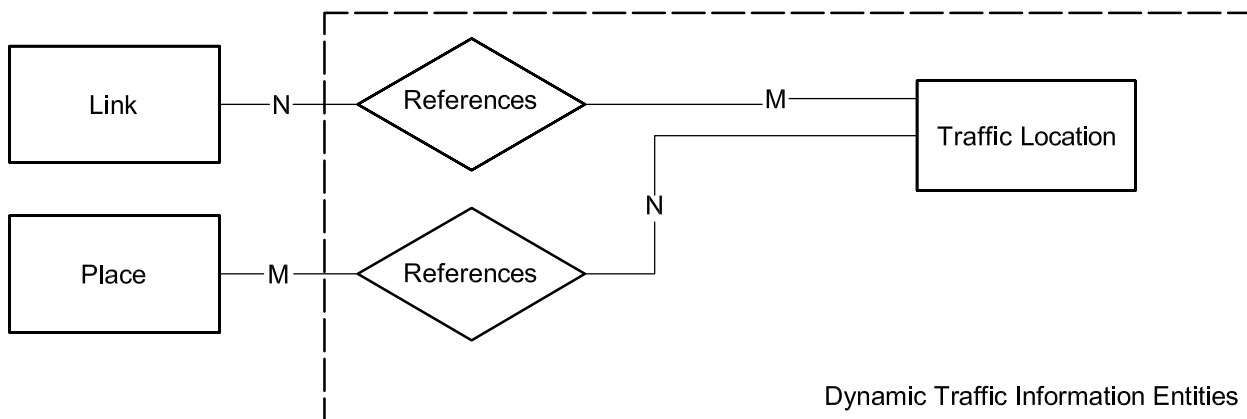 Link
N
References
M
Traffic Location
N
Place
M
References
Dynamic Traffic Information Entities